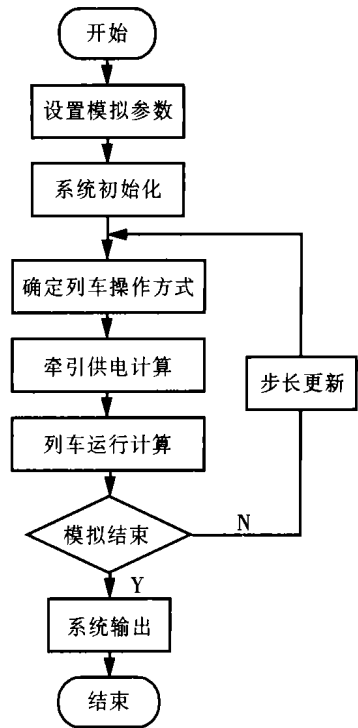 开始
设置模拟参数
系统初始化
确定列车操作方式
牵引供电计算
步长更新
列车运行计算
模拟结束
N
Y
系统输出
结束